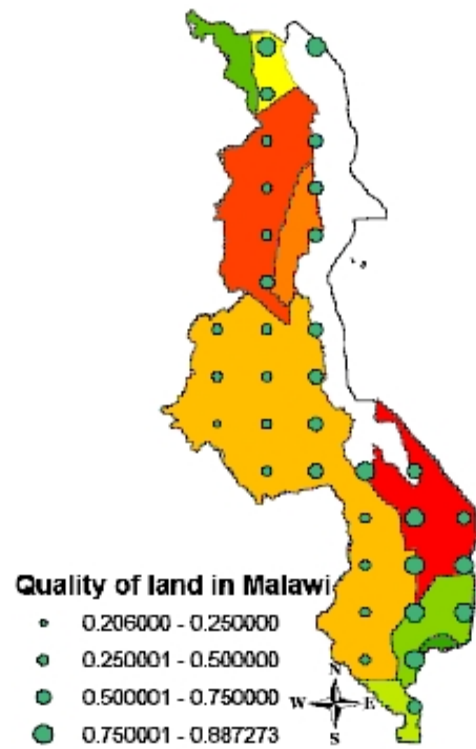 Quality of land in Malawi
0.206000 - 0.250000
0.250001 - 0.500000
0.500001 - 0.750000
0.750001 - 0.887273
N
W E
S